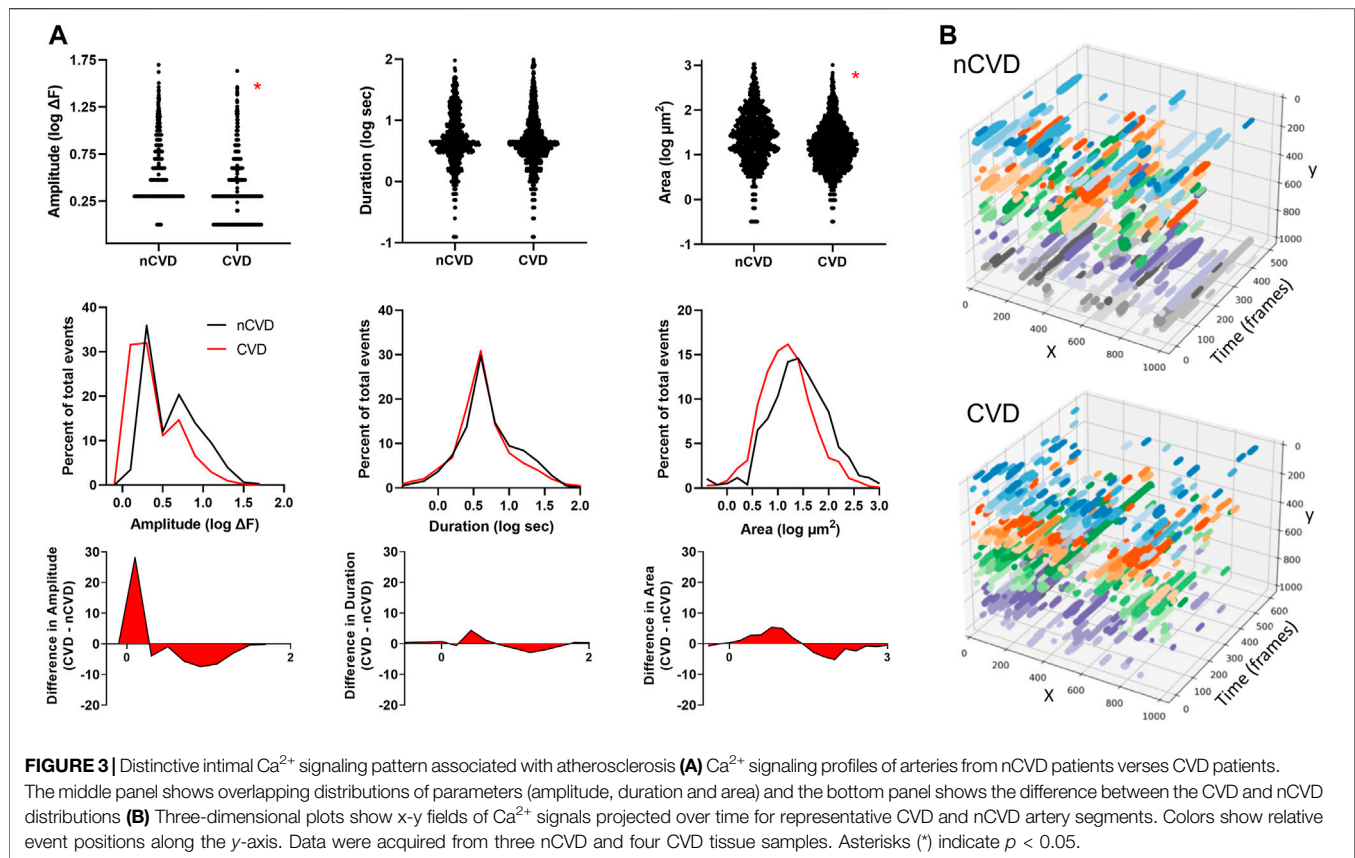 A
B
1.75
1.25
0.75
0.25
Amplitude (log ΔF)
nCVD
CVD
*
2
1
0
-1
Duration (log sec)
nCVD
CVD
3
2
1
0
-1
Area (log µm²)
nCVD
CVD
*
40
30
20
10
0
Percent of total events
nCVD
CVD
0.0
0.5
1.0
1.5
2.0
Amplitude (log ΔF)
40
30
20
10
0
Percent of total events
0.0
0.5
1.0
1.5
2.0
Duration (log sec)
20
15
10
5
0
Percent of total events
0.0
0.5
1.0
1.5
2.0
2.5
3.0
Area (log µm²)
30
20
10
0
-10
-20
Difference in Amplitude
(CVD - nCVD)
0
2
30
20
10
0
-10
-20
Difference in Duration
(CVD - nCVD)
0
2
30
20
10
0
-10
-20
Difference in Area
(CVD - nCVD)
0
3
nCVD
0
200
400
600
800
1000
y
0
200
400
600
800
1000
X
0
100
200
300
400
500
Time (frames)
CVD
0
200
400
600
800
1000
y
0
200
400
600
800
1000
X
0
100
200
300
400
500
600
Time (frames)
FIGURE 3 | Distinctive intimal Ca²⁺ signaling pattern associated with atherosclerosis (A) Ca²⁺ signaling profiles of arteries from nCVD patients verses CVD patients.
The middle panel shows overlapping distributions of parameters (amplitude, duration and area) and the bottom panel shows the difference between the CVD and nCVD
distributions (B) Three-dimensional plots show x-y fields of Ca²⁺ signals projected over time for representative CVD and nCVD artery segments. Colors show relative
event positions along the y-axis. Data were acquired from three nCVD and four CVD tissue samples. Asterisks (*) indicate p < 0.05.